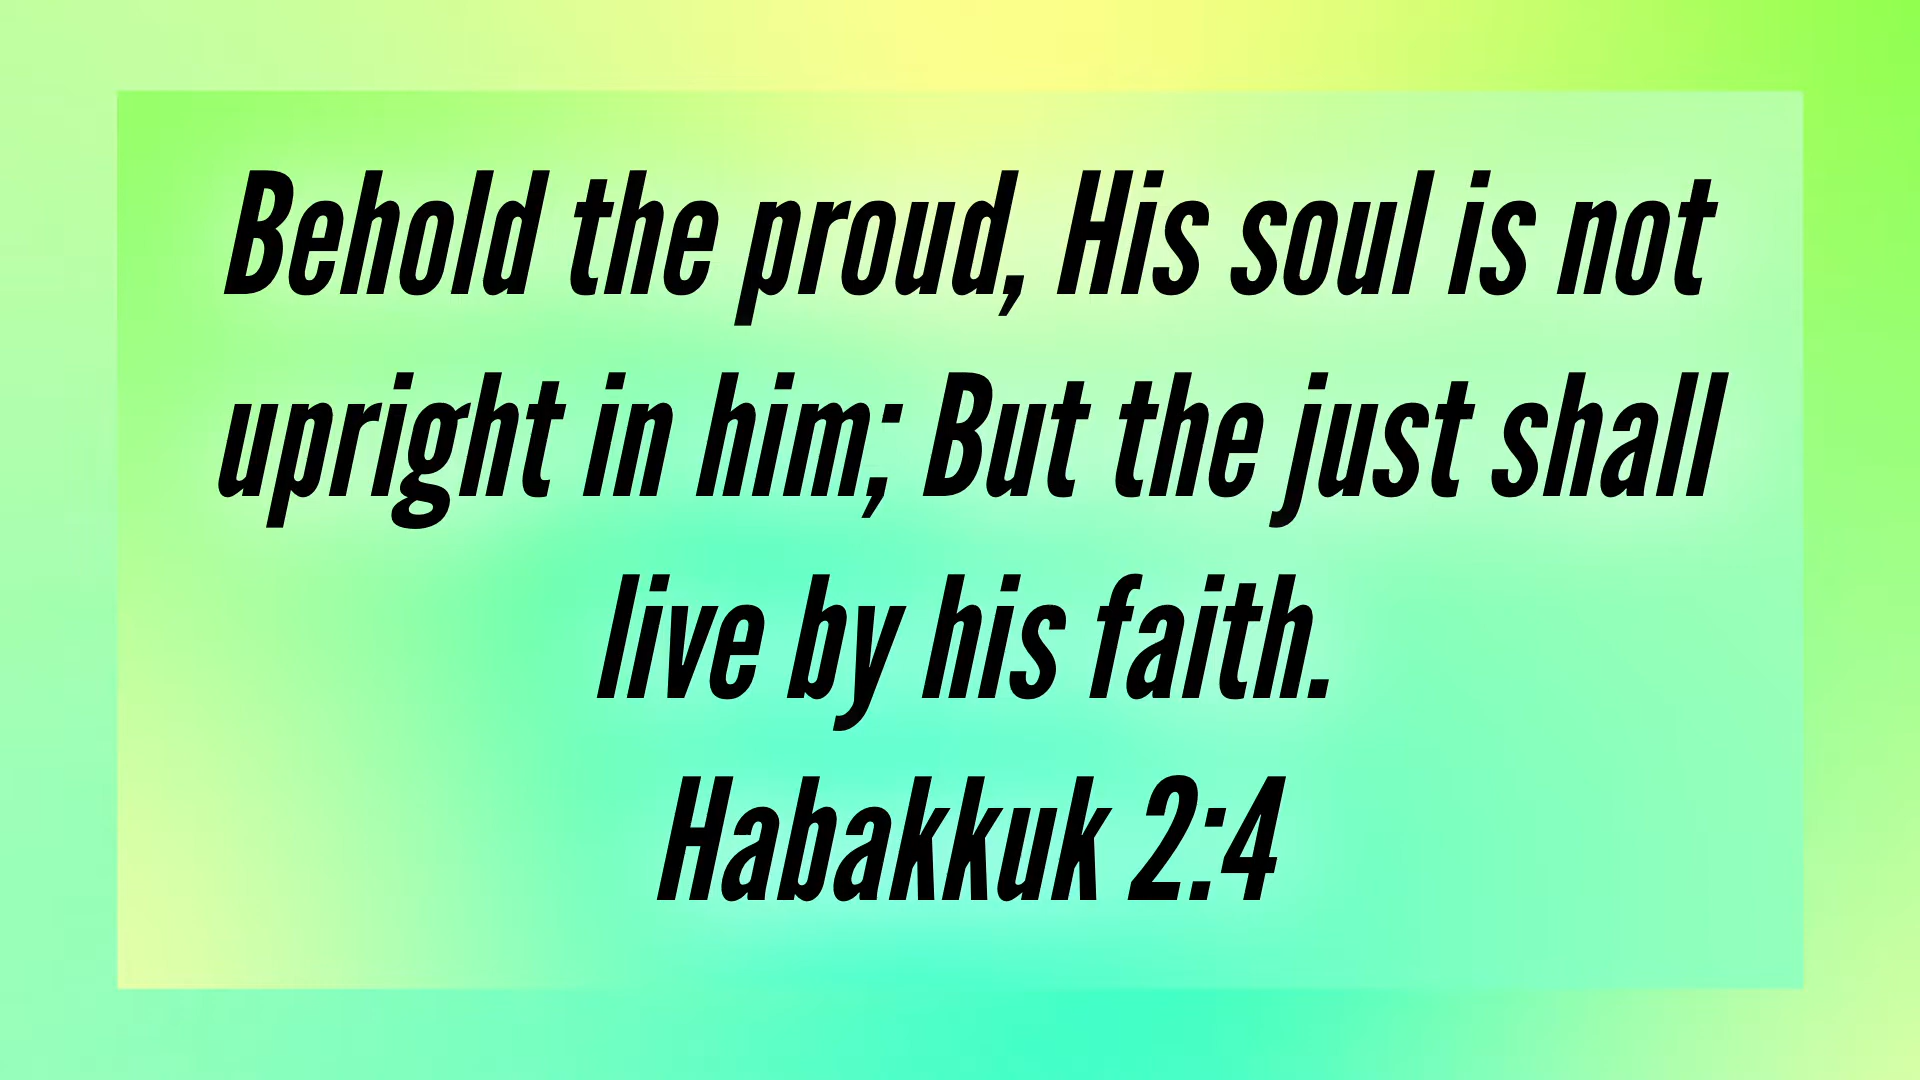 Behold the proud, His soul is not
upright in him; But the just shall
live by his faith.
Habakkuk 2:4